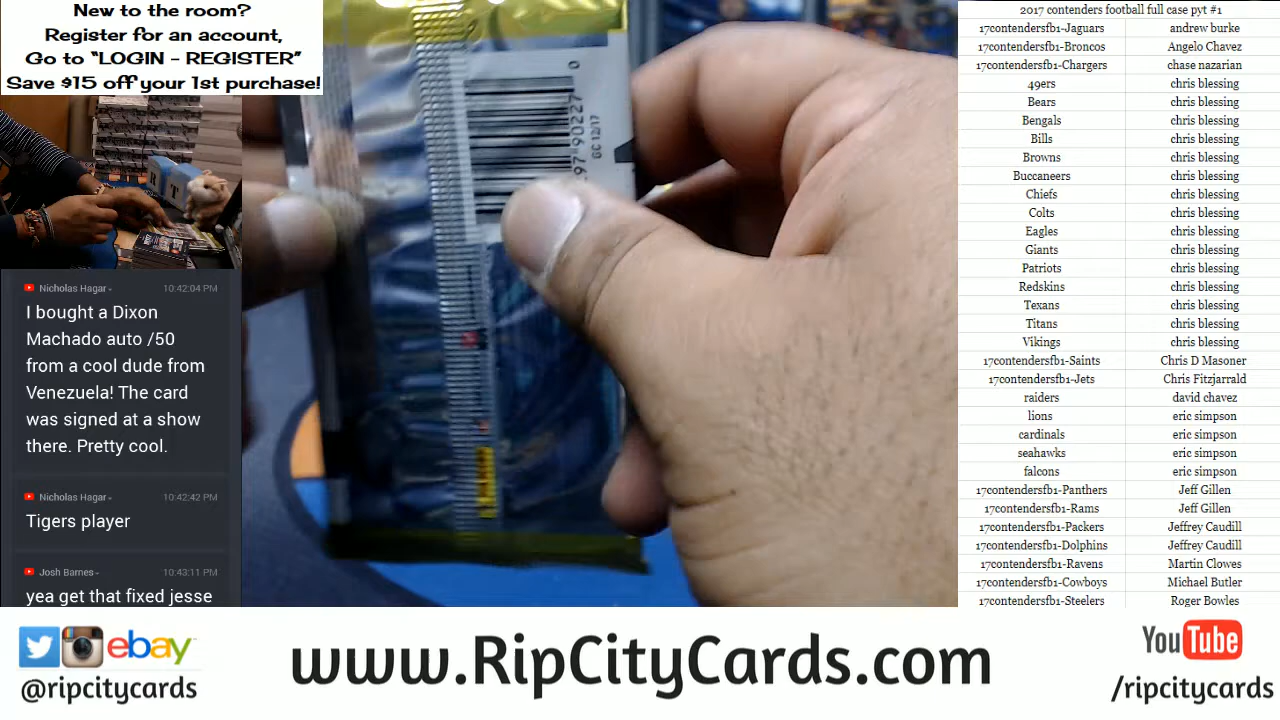 New to the room?
Register for an account,
Go to "LOGIN - REGISTER"
Save $15 off your 1st purchase!
Nicholas Hagar
10:42:04 PM
I bought a Dixon
Machado auto /50
from a cool dude from
Venezuela! The card
was signed at a show
there. Pretty cool.
Nicholas Hagar
10:42:42 PM
Tigers player
Josh Barnes
10:43:11 PM
yea get that fixed jesse
0
97 90227
GC 12/17
2017 contenders football full case pyt #1
17contendersfb1-Jaguars andrew burke
17contendersfb1-Broncos Angelo Chavez
17contendersfb1-Chargers chase nazarian
49ers chris blessing
Bears chris blessing
Bengals chris blessing
Bills chris blessing
Browns chris blessing
Buccaneers chris blessing
Chiefs chris blessing
Colts chris blessing
Eagles chris blessing
Giants chris blessing
Patriots chris blessing
Redskins chris blessing
Texans chris blessing
Titans chris blessing
Vikings chris blessing
17contendersfb1-Saints Chris D Masoner
17contendersfb1-Jets Chris Fitzjarrald
raiders david chavez
lions eric simpson
cardinals eric simpson
seahawks eric simpson
falcons eric simpson
17contendersfb1-Panthers Jeff Gillen
17contendersfb1-Rams Jeff Gillen
17contendersfb1-Packers Jeffrey Caudill
17contendersfb1-Dolphins Jeffrey Caudill
17contendersfb1-Ravens Martin Clowes
17contendersfb1-Cowboys Michael Butler
17contendersfb1-Steelers Roger Bowles
ebay
@ripcitycards
www.RipCityCards.com
YouTube
/ripcitycards